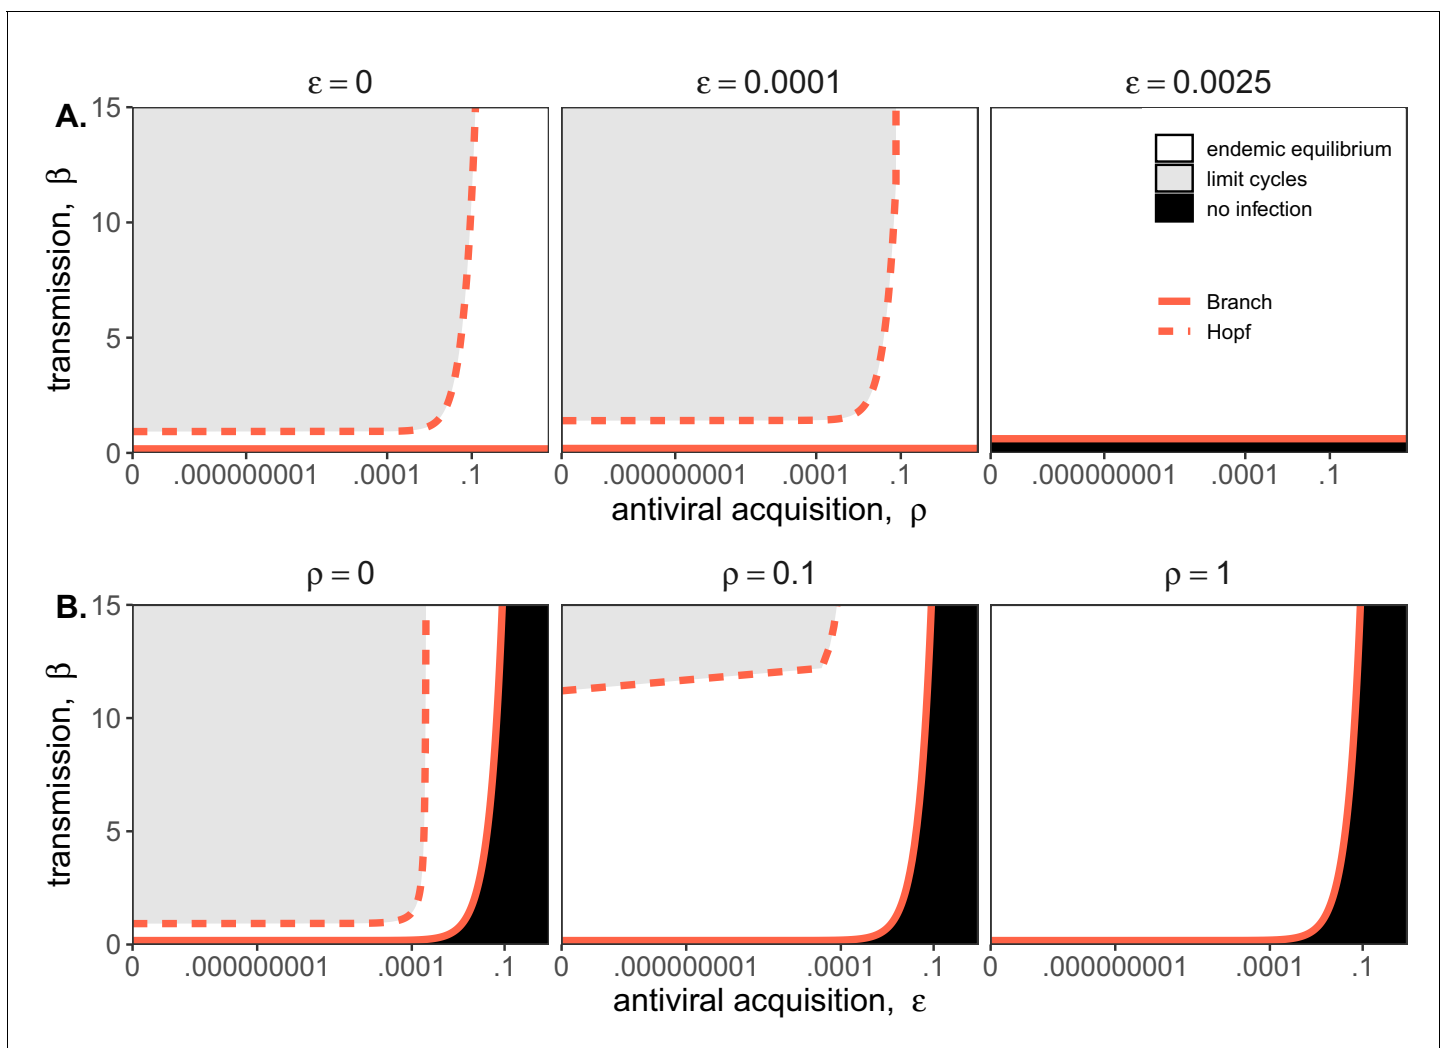 ε = 0 ε = 0.0001 ε = 0.0025
A.
15
10
5
0
transmission, β
endemic equilibrium
limit cycles
no infection
Branch
Hopf
0 .000000001 .0001 .1 0 .000000001 .0001 .1 0 .000000001 .0001 .1
antiviral acquisition, ρ
ρ = 0 ρ = 0.1 ρ = 1
B.
15
10
5
0
transmission, β
0 .000000001 .0001 .1 0 .000000001 .0001 .1 0 .000000001 .0001 .1
antiviral acquisition, ε